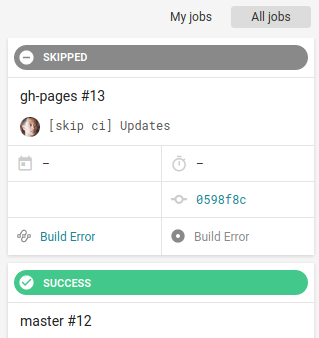 My jobs All jobs
SKIPPED
gh-pages #13
[skip ci] Updates
– –
0598f8c
Build Error Build Error
SUCCESS
master #12